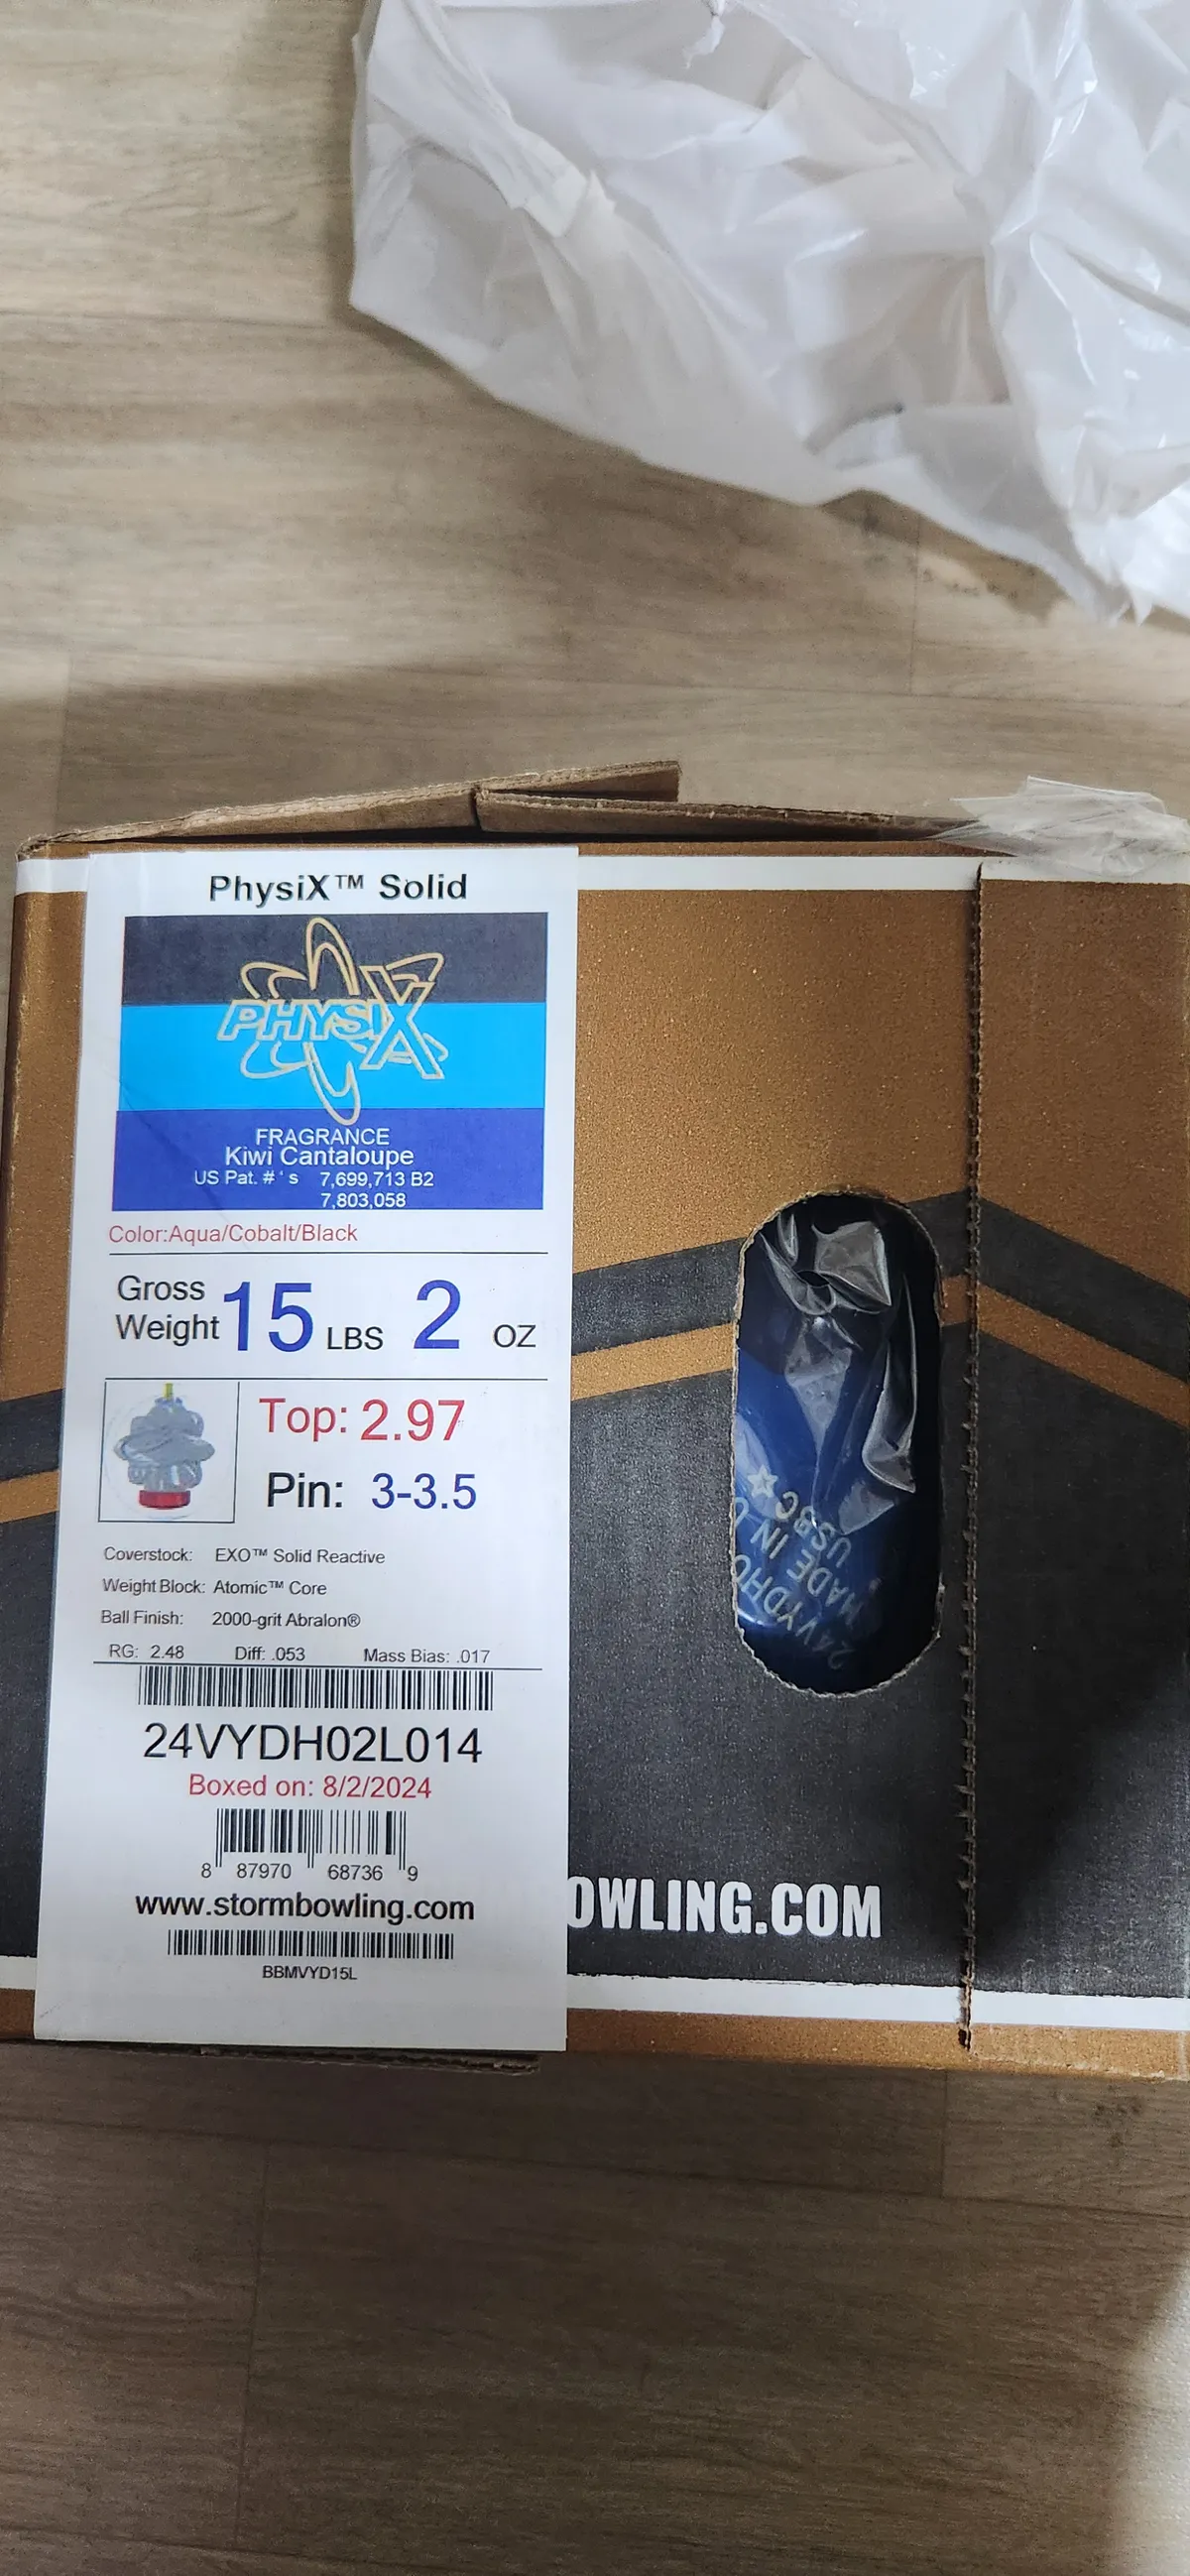 PhysiX™ Solid
PHYSIX
FRAGRANCE
Kiwi Cantaloupe
US Pat. #'s 7,699,713 B2
7,803,058
Color:Aqua/Cobalt/Black
Gross Weight 15 LBS 2 OZ
Top: 2.97
Pin: 3-3.5
Coverstock: EXO™ Solid Reactive
Weight Block: Atomic™ Core
Ball Finish: 2000-grit Abralon®
RG: 2.48 Diff: .053 Mass Bias: .017
24VYDH02L014
Boxed on: 8/2/2024
8 87970 68736 9
www.stormbowling.com
BBMVYD15L
OWLING.COM
24VYDH0
MADE IN U
USBC